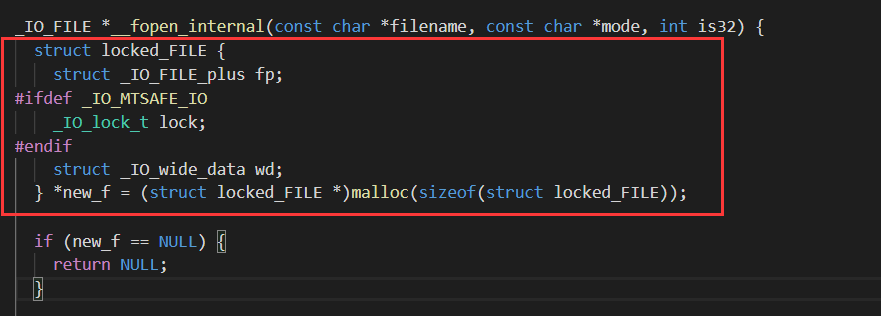 _IO_FILE *__fopen_internal(const char *filename, const char *mode, int is32) {
struct locked_FILE {
struct _IO_FILE_plus fp;
#ifdef _IO_MTSAFE_IO
_IO_lock_t lock;
#endif
struct _IO_wide_data wd;
} *new_f = (struct locked_FILE *)malloc(sizeof(struct locked_FILE));
if (new_f == NULL) {
return NULL;
}